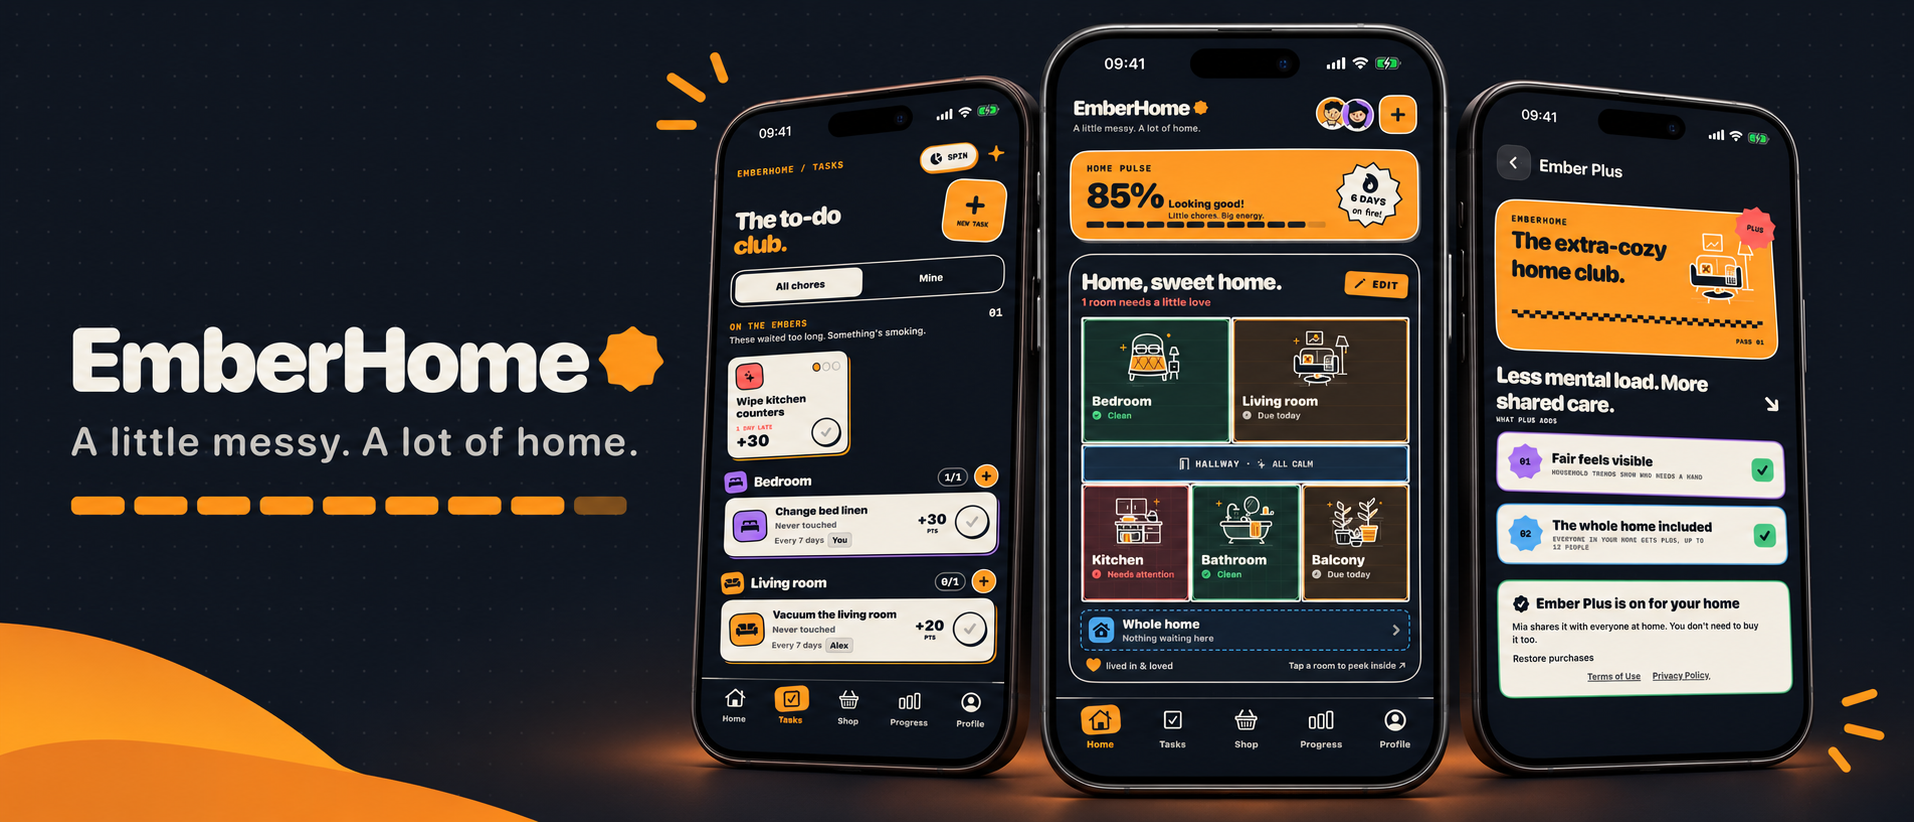 EmberHome
A little messy. A lot of home.
09:41
EMBERHOME / TASKS
SPIN
The to-do
club.
NEW TASK
All chores
Mine
ON THE EMBERS
01
These waited too long. Something's smoking.
Wipe kitchen
counters
1 DAY LATE
+30
Bedroom
1/1
Change bed linen
Never touched
Every 7 days
You
+30
PTS
Living room
0/1
Vacuum the living room
Never touched
Every 7 days
Alex
+20
PTS
Home
Tasks
Shop
Progress
Profile
09:41
EmberHome
A little messy. A lot of home.
HOME PULSE
85%
Looking good!
Little chores. Big energy.
6 DAYS
on fire!
Home, sweet home.
EDIT
1 room needs a little love
Bedroom
Clean
Living room
Due today
HALLWAY · ALL CALM
Kitchen
Needs attention
Bathroom
Clean
Balcony
Due today
Whole home
Nothing waiting here
lived in & loved
Tap a room to peek inside ↗
Home
Tasks
Shop
Progress
Profile
09:41
Ember Plus
EMBERHOME
PLUS
The extra-cozy
home club.
PASS 01
Less mental load. More
shared care.
WHAT PLUS ADDS
01
Fair feels visible
HOUSEHOLD TRENDS SHOW WHO NEEDS A HAND
02
The whole home included
EVERYONE IN YOUR HOME GETS PLUS, UP TO
12 PEOPLE
Ember Plus is on for your home
Mia shares it with everyone at home. You don't need to buy
it too.
Restore purchases
Terms of Use
Privacy Policy.